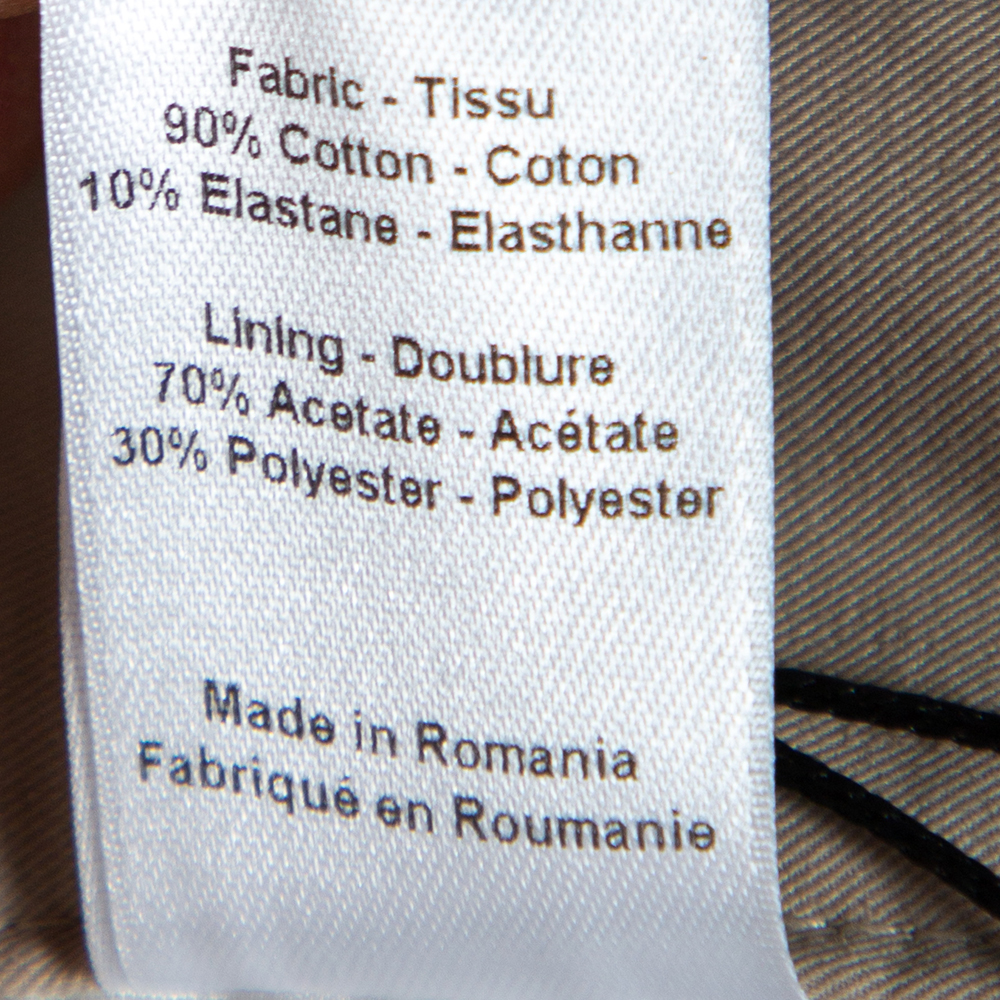 Fabric - Tissu
90% Cotton - Coton
10% Elastane - Elasthanne
Lining - Doublure
70% Acetate - Acétate
30% Polyester - Polyester
Made in Romania
Fabriqué en Roumanie